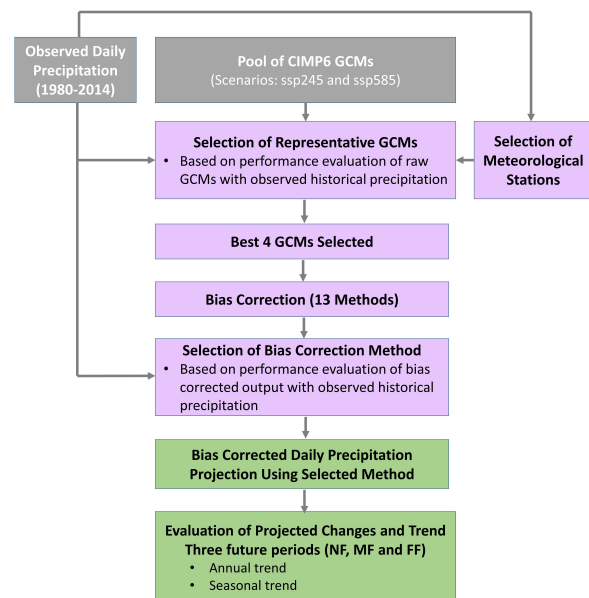 Observed Daily
Precipitation
(1980-2014)
Pool of CIMP6 GCMs
(Scenarios: ssp245 and ssp585)
Selection of Representative GCMs
• Based on performance evaluation of raw
GCMs with observed historical precipitation
Selection of
Meteorological
Stations
Best 4 GCMs Selected
Bias Correction (13 Methods)
Selection of Bias Correction Method
• Based on performance evaluation of bias
corrected output with observed historical
precipitation
Bias Corrected Daily Precipitation
Projection Using Selected Method
Evaluation of Projected Changes and Trend
Three future periods (NF, MF and FF)
• Annual trend
• Seasonal trend